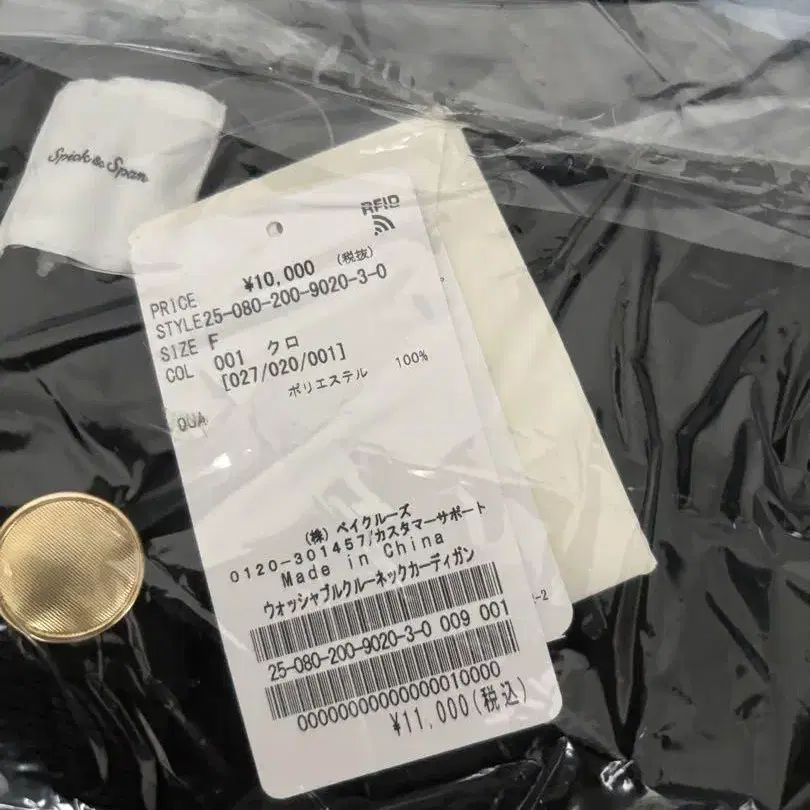 Spick & Span
RFID
PRICE ¥10,000 (税抜)
STYLE 25-080-200-9020-3-0
SIZE F
COL 001 クロ
[027/020/001]
ポリエステル 100%
QUA
(株) ベイクルーズ
0120-301457/カスタマーサポート
Made in China
ウォッシャブルクルーネックカーディガン
25-080-200-9020-3-0 009 001
¥11,000(税込)
-2